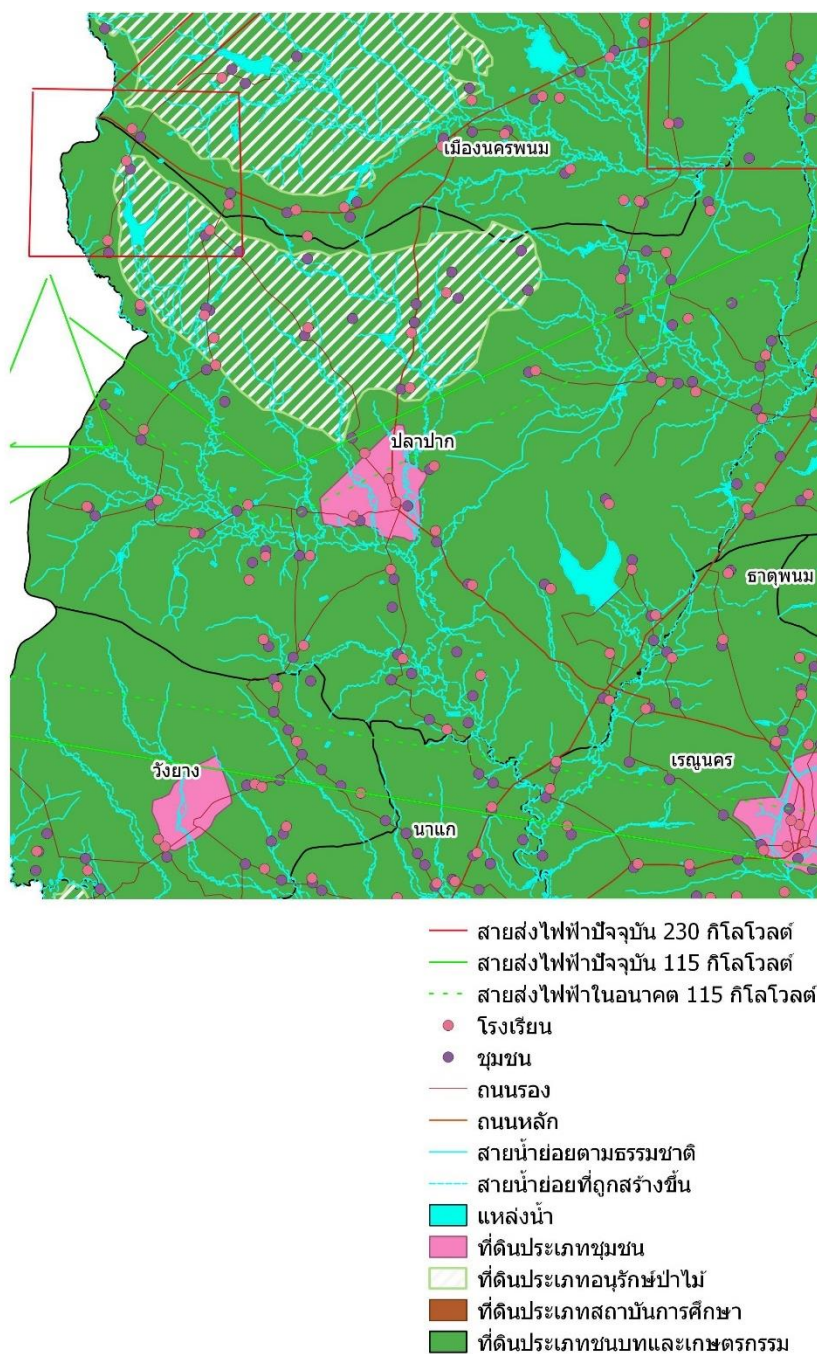 เมืองนครพนม
ปลาปาก
ธาตุพนม
เรณูนคร
วังยาง
นาแก
สายส่งไฟฟ้าปัจจุบัน 230 กิโลโวลต์
สายส่งไฟฟ้าปัจจุบัน 115 กิโลโวลต์
สายส่งไฟฟ้าในอนาคต 115 กิโลโวลต์
โรงเรียน
ชุมชน
ถนนรอง
ถนนหลัก
สายน้ำย่อยตามธรรมชาติ
สายน้ำย่อยที่ถูกสร้างขึ้น
แหล่งน้ำ
ที่ดินประเภทชุมชน
ที่ดินประเภทอนุรักษ์ป่าไม้
ที่ดินประเภทสถาบันการศึกษา
ที่ดินประเภทชนบทและเกษตรกรรม